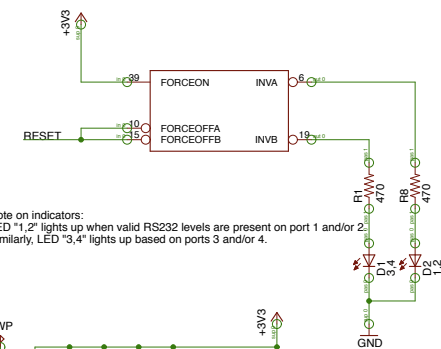 +3V3
39
FORCEON
INVA
6
10
FORCEOFFA
RESET
15
FORCEOFFB
INVB
19
R1
470
R8
470
ote on indicators:
ED "1,2" lights up when valid RS232 levels are present on port 1 and/or 2.
milarly, LED "3,4" lights up based on ports 3 and/or 4.
D1
3,4
D2
1,2
WP
+3V3
GND